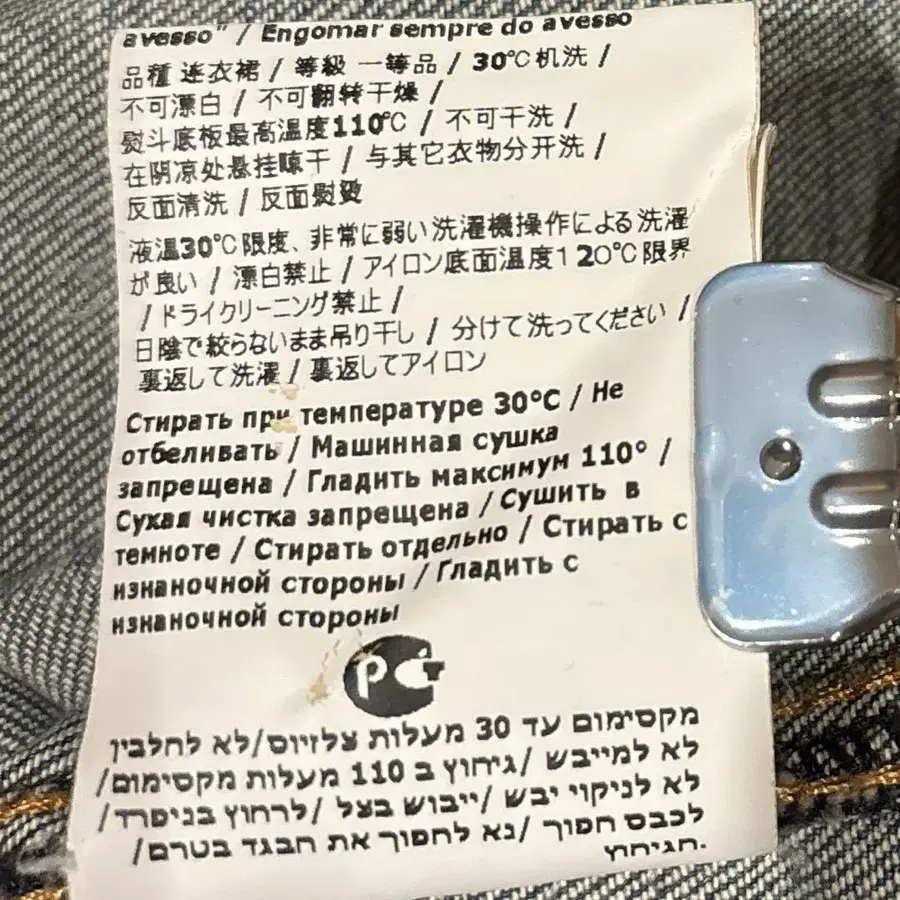 avesso" / Engomar sempre do avesso
品種 连衣裙 / 等級 一等品 / 30℃机洗 /
不可漂白 / 不可翻转干燥 /
熨斗底板最高温度110℃ / 不可干洗 /
在阴凉处悬挂晾干 / 与其它衣物分开洗 /
反面清洗 / 反面熨烫
液温30℃限度、非常に弱い洗濯機操作による洗濯
が良い / 漂白禁止 / アイロン底面温度120℃限界
/ ドライクリーニング禁止 /
日陰で絞らないまま吊り干し / 分けて洗ってください /
裏返して洗濯 / 裏返してアイロン
Стирать при температуре 30°C / Не
отбеливать / Машинная сушка
запрещена / Гладить максимум 110° /
Сухая чистка запрещена / Сушить в
темноте / Стирать отдельно / Стирать с
изнаночной стороны / Гладить с
изнаночной стороны
РСТ
מקסימום עד 30 מעלות צלזיוס/לא לחלבין
לא למייבש /גיחוץ ב 110 מעלות מקסימום/
לא לניקוי יבש /ייבוש בצל /לרחוץ בניפרד/
לכבס חפוך /נא לחפוך את חבגד בטרם/
.חגיחוץ